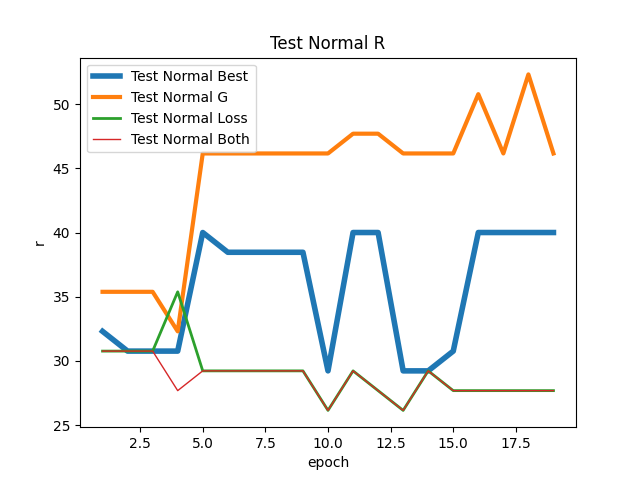 Test Normal R
Test Normal Best
Test Normal G
Test Normal Loss
Test Normal Both
r
50
45
40
35
30
25
2.5 5.0 7.5 10.0 12.5 15.0 17.5
epoch